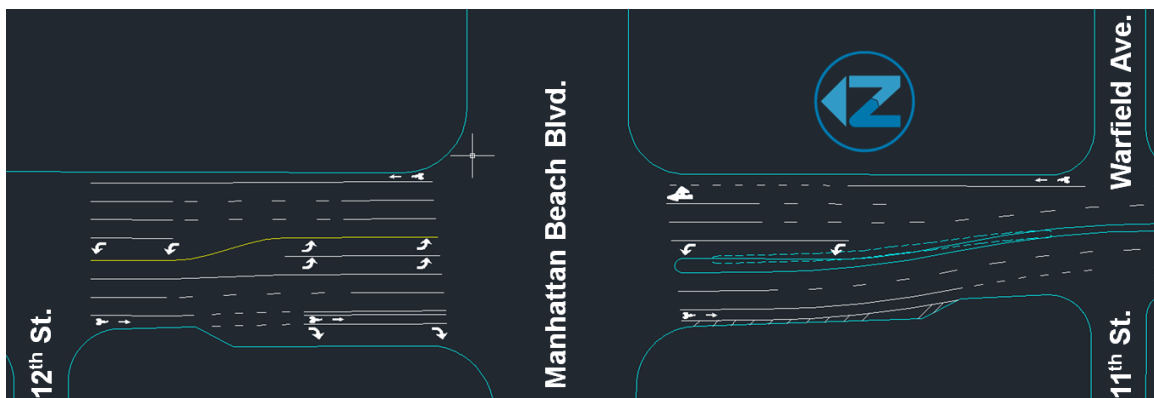 12th St.
Manhattan Beach Blvd.
Z
Warfield Ave.
11th St.